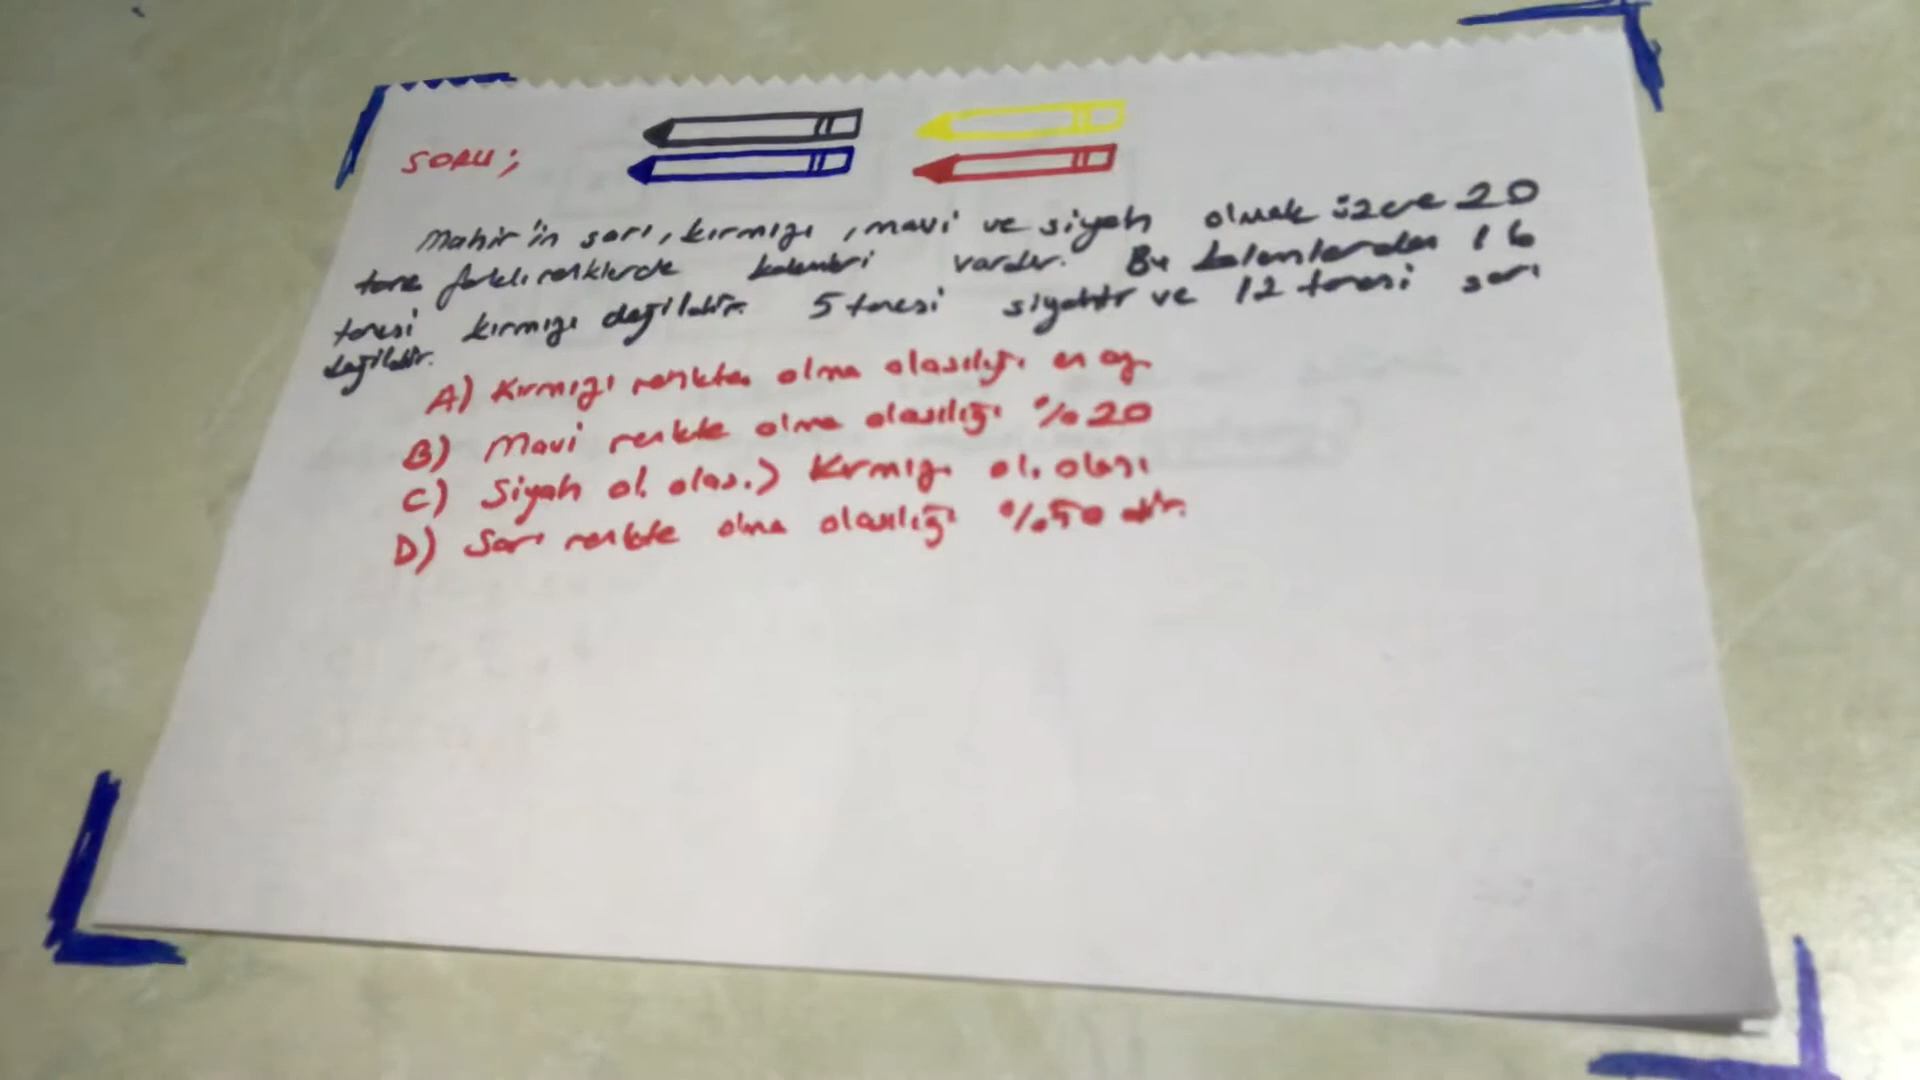 SORU;
Mahir'in sarı, kırmızı, mavi ve siyah olmak üzere 20
tane farklı renklerde kalemleri vardır. Bu kalemlerden 16
tanesi kırmızı değildir. 5 tanesi siyahtır ve 12 tanesi sarı
değildir.
A) Kırmızı renkte olma olasılığı en az
B) Mavi renkte olma olasılığı %20
C) Siyah ol. olas.> Kırmızı ol. olası
D) Sarı renkte olma olasılığı %50 dir.